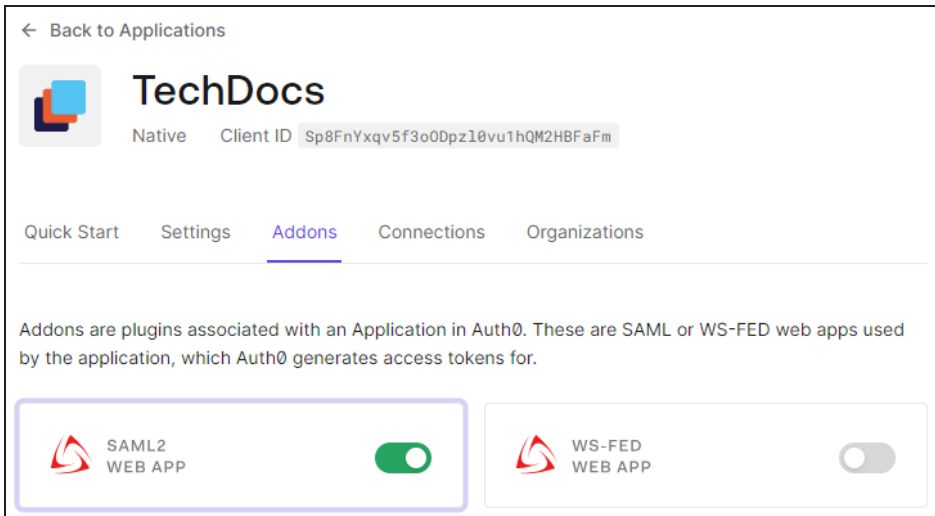 ← Back to Applications
TechDocs
Native Client ID Sp8FnYxqv5f3oODpzl0vu1hQM2HBFaFm
Quick Start Settings Addons Connections Organizations
Addons are plugins associated with an Application in Auth0. These are SAML or WS-FED web apps used
by the application, which Auth0 generates access tokens for.
SAML2
WEB APP
WS-FED
WEB APP